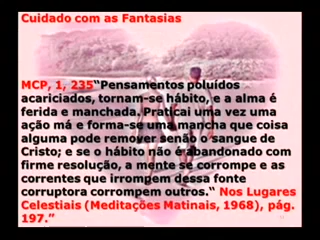 Cuidado com as Fantasias
MCP, 1, 235“Pensamentos poluídos
acariciados, tornam-se hábito, e a alma é
ferida e manchada. Praticai uma vez uma
ação má e forma-se uma mancha que coisa
alguma pode remover senão o sangue de
Cristo; e se o hábito não é abandonado com
firme resolução, a mente se corrompe e as
correntes que irrompem dessa fonte
corruptora corrompem outros.“ Nos Lugares
Celestiais (Meditações Matinais, 1968), pág.
197.”